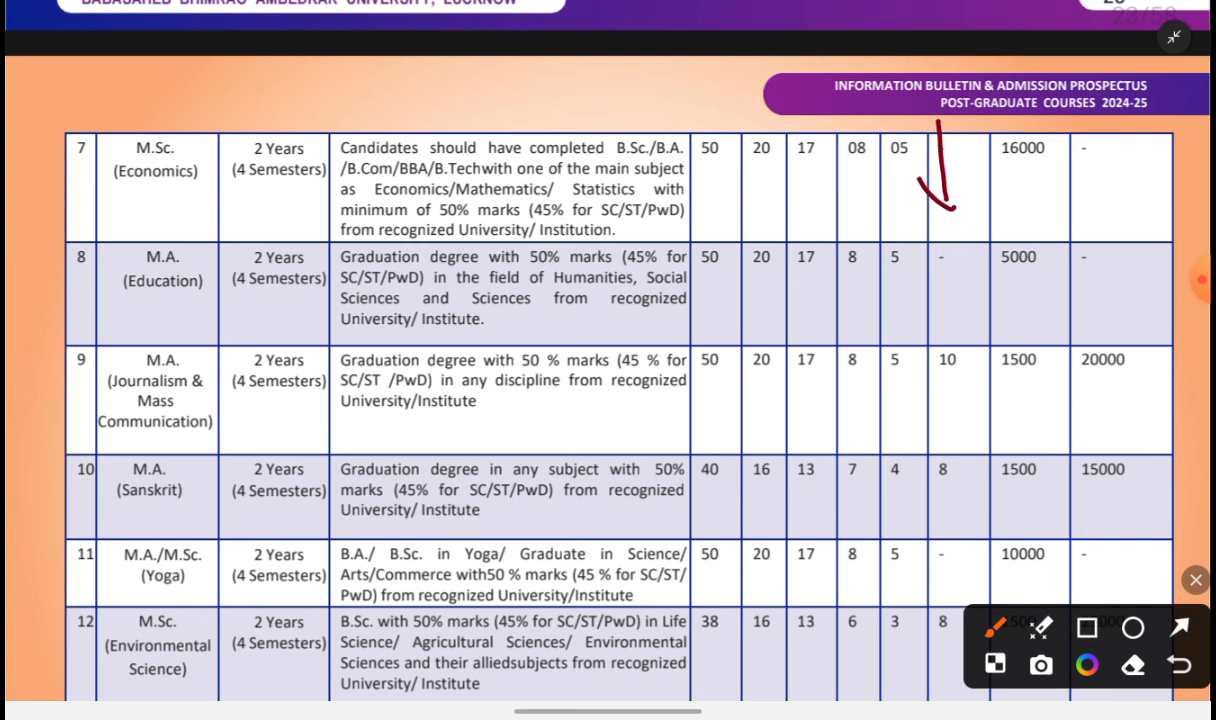 BABASAHEB BHIMRAO AMBEDKAR UNIVERSITY, LUCKNOW
23/58
INFORMATION BULLETIN & ADMISSION PROSPECTUS
POST-GRADUATE COURSES 2024-25
7 M.Sc. 2 Years Candidates should have completed B.Sc./B.A. 50 20 17 08 05 16000 -
(Economics) (4 Semesters) /B.Com/BBA/B.Techwith one of the main subject
as Economics/Mathematics/ Statistics with
minimum of 50% marks (45% for SC/ST/PwD)
from recognized University/ Institution.
8 M.A. 2 Years Graduation degree with 50% marks (45% for 50 20 17 8 5 - 5000 -
(Education) (4 Semesters) SC/ST/PwD) in the field of Humanities, Social
Sciences and Sciences from recognized
University/ Institute.
9 M.A. 2 Years Graduation degree with 50 % marks (45 % for 50 20 17 8 5 10 1500 20000
(Journalism & (4 Semesters) SC/ST /PwD) in any discipline from recognized
Mass University/Institute
Communication)
10 M.A. 2 Years Graduation degree in any subject with 50% 40 16 13 7 4 8 1500 15000
(Sanskrit) (4 Semesters) marks (45% for SC/ST/PwD) from recognized
University/ Institute
11 M.A./M.Sc. 2 Years B.A./ B.Sc. in Yoga/ Graduate in Science/ 50 20 17 8 5 - 10000 -
(Yoga) (4 Semesters) Arts/Commerce with50 % marks (45 % for SC/ST/
PwD) from recognized University/Institute
12 M.Sc. 2 Years B.Sc. with 50% marks (45% for SC/ST/PwD) in Life 38 16 13 6 3 8
(Environmental (4 Semesters) Science/ Agricultural Sciences/ Environmental
Science) Sciences and their alliedsubjects from recognized
University/ Institute